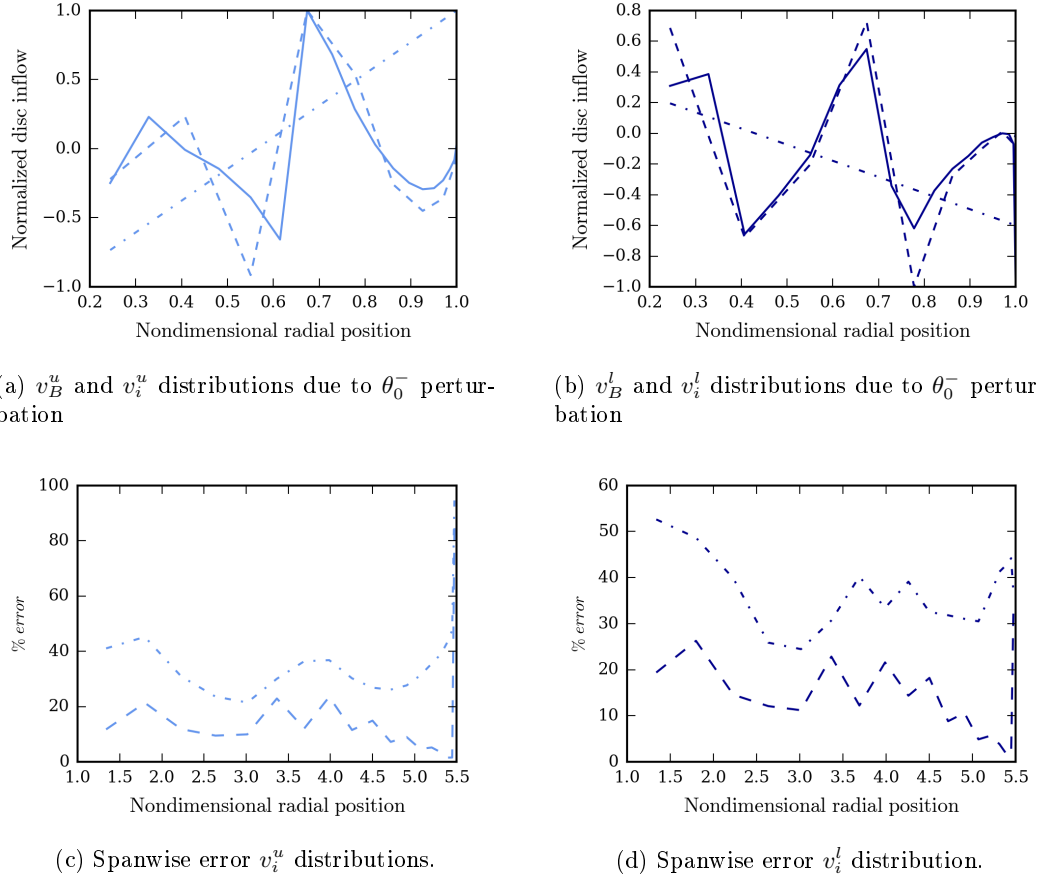 1.0
0.5
0.0
−0.5
−1.0
Normalized disc inflow
0.2 0.3 0.4 0.5 0.6 0.7 0.8 0.9 1.0
Nondimensional radial position
(a) v_B^u and v_i^u distributions due to θ_0^− pertur-
bation
0.8
0.6
0.4
0.2
0.0
−0.2
−0.4
−0.6
−0.8
−1.0
Normalized disc inflow
0.2 0.3 0.4 0.5 0.6 0.7 0.8 0.9 1.0
Nondimensional radial position
(b) v_B^l and v_i^l distributions due to θ_0^− pertur
bation
100
80
60
40
20
0
% error
1.0 1.5 2.0 2.5 3.0 3.5 4.0 4.5 5.0 5.5
Nondimensional radial position
(c) Spanwise error v_i^u distributions.
60
50
40
30
20
10
0
% error
1.0 1.5 2.0 2.5 3.0 3.5 4.0 4.5 5.0 5.5
Nondimensional radial position
(d) Spanwise error v_i^l distribution.